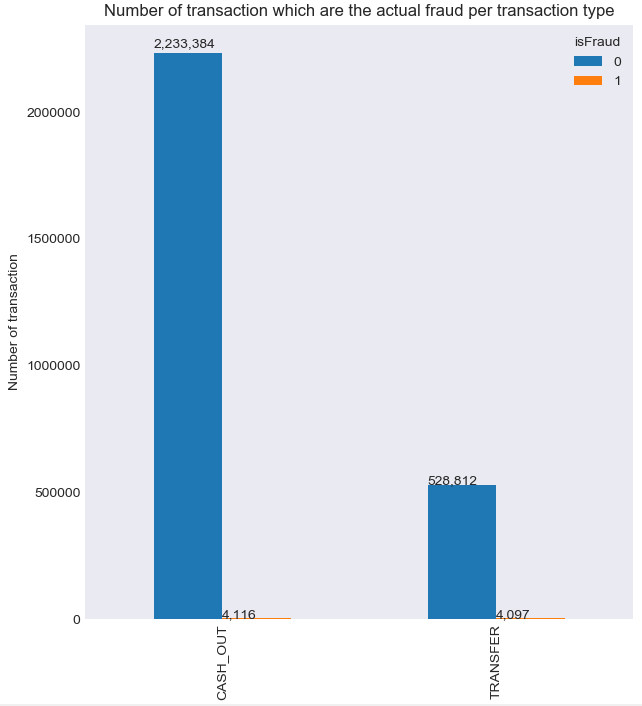 Number of transaction which are the actual fraud per transaction type
2,233,384
isFraud
0
1
2000000
1500000
Number of transaction
1000000
528,812
500000
4,116
4,097
0
CASH_OUT
TRANSFER